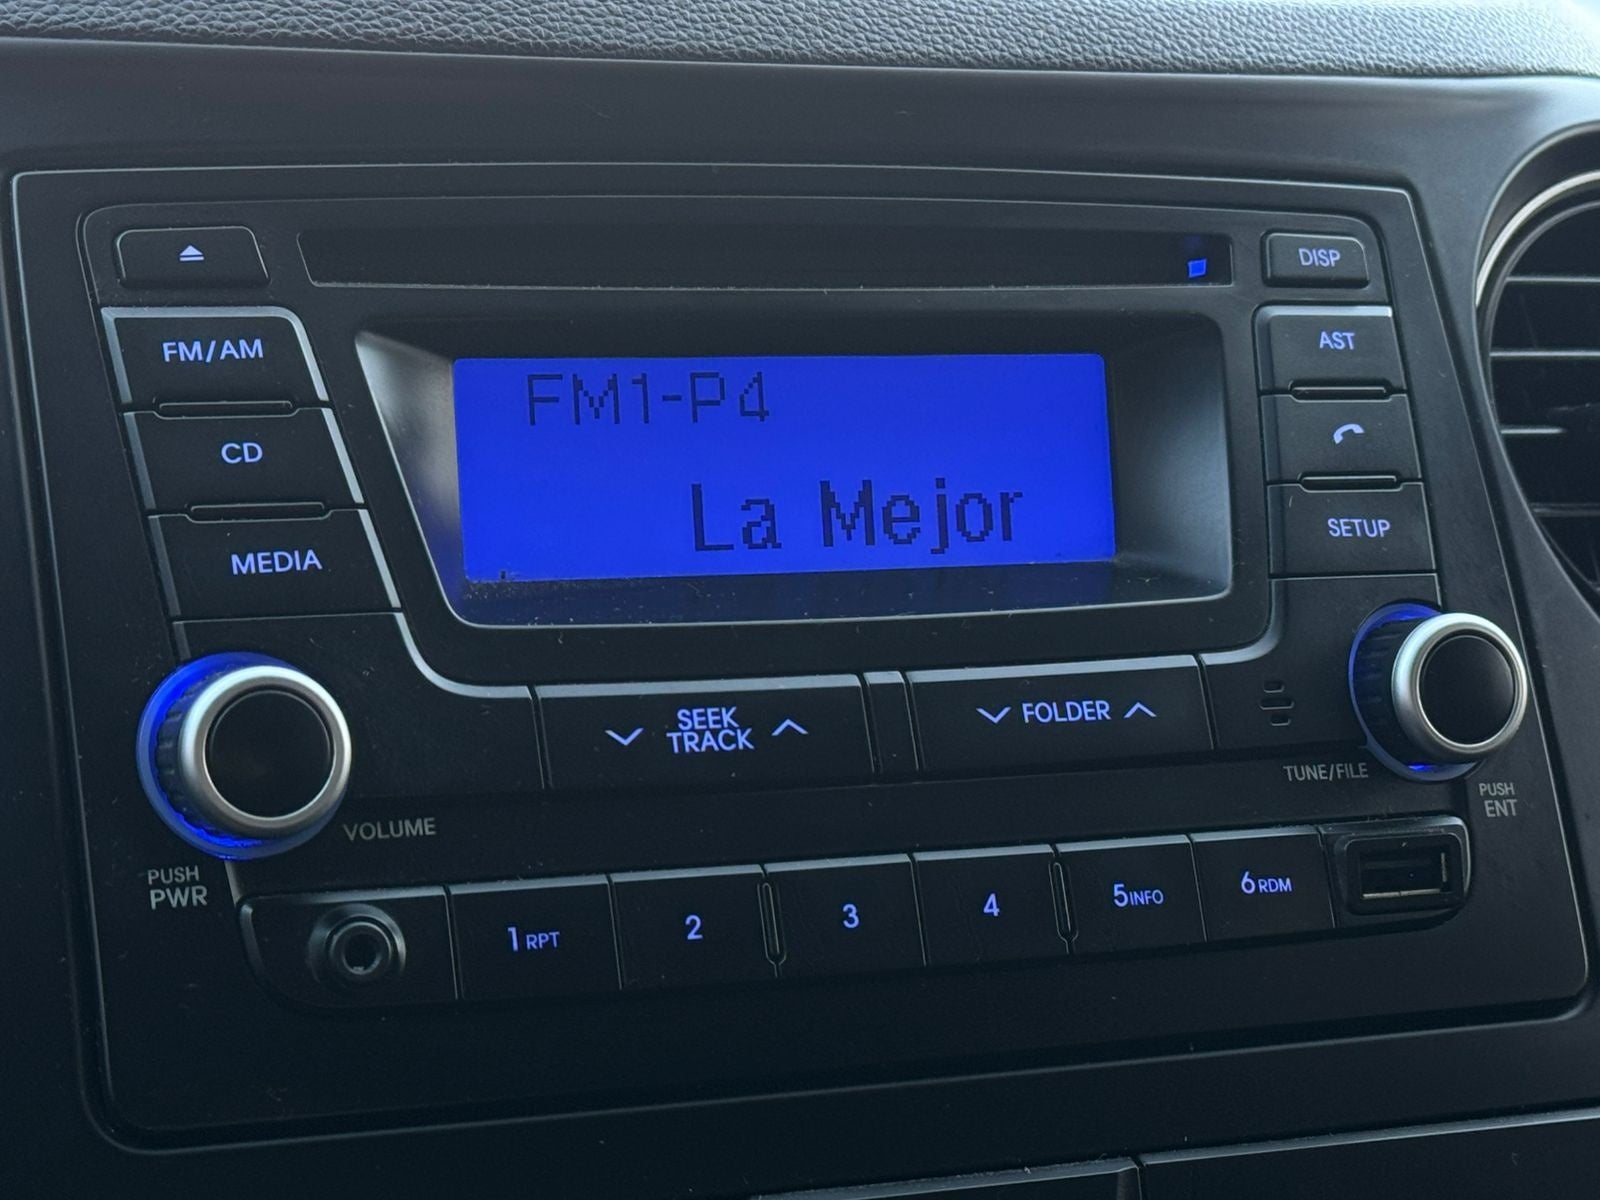 DISP
FM/AM
AST
FM1-P4
CD
La Mejor
SETUP
MEDIA
SEEK
TRACK
FOLDER
TUNE/FILE
PUSH
ENT
VOLUME
PUSH
PWR
1 RPT
2
3
4
5 INFO
6 RDM